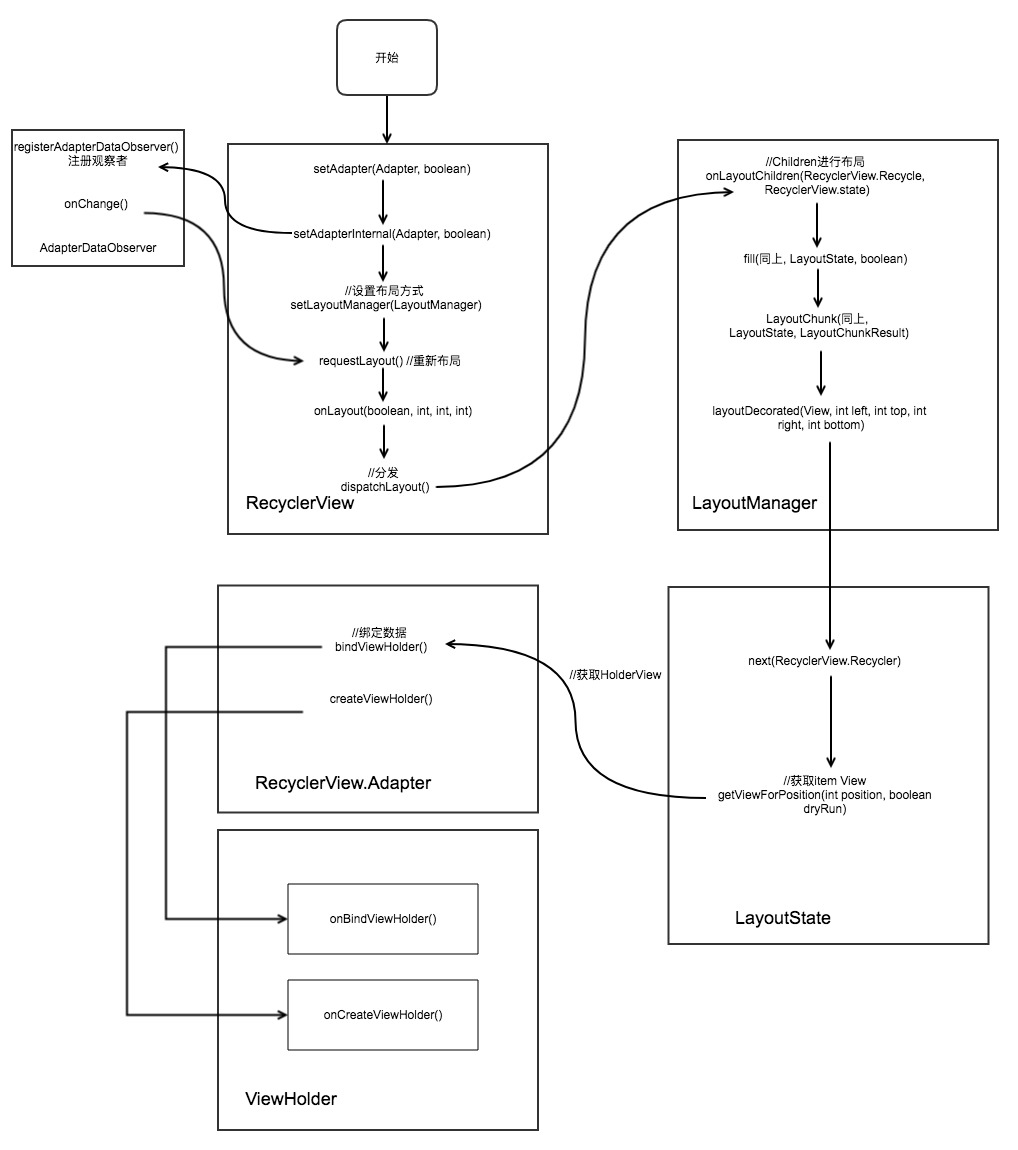 开始
registerAdapterDataObserver()
注册观察者
onChange()
AdapterDataObserver
setAdapter(Adapter, boolean)
setAdapterInternal(Adapter, boolean)
//设置布局方式
setLayoutManager(LayoutManager)
requestLayout() //重新布局
onLayout(boolean, int, int, int)
//分发
dispatchLayout()
RecyclerView
//Children进行布局
onLayoutChildren(RecyclerView.Recycle,
RecyclerView.state)
fill(同上, LayoutState, boolean)
LayoutChunk(同上,
LayoutState, LayoutChunkResult)
layoutDecorated(View, int left, int top, int
right, int bottom)
LayoutManager
//绑定数据
bindViewHolder()
createViewHolder()
RecyclerView.Adapter
//获取HolderView
next(RecyclerView.Recycler)
//获取item View
getViewForPosition(int position, boolean
dryRun)
LayoutState
onBindViewHolder()
onCreateViewHolder()
ViewHolder